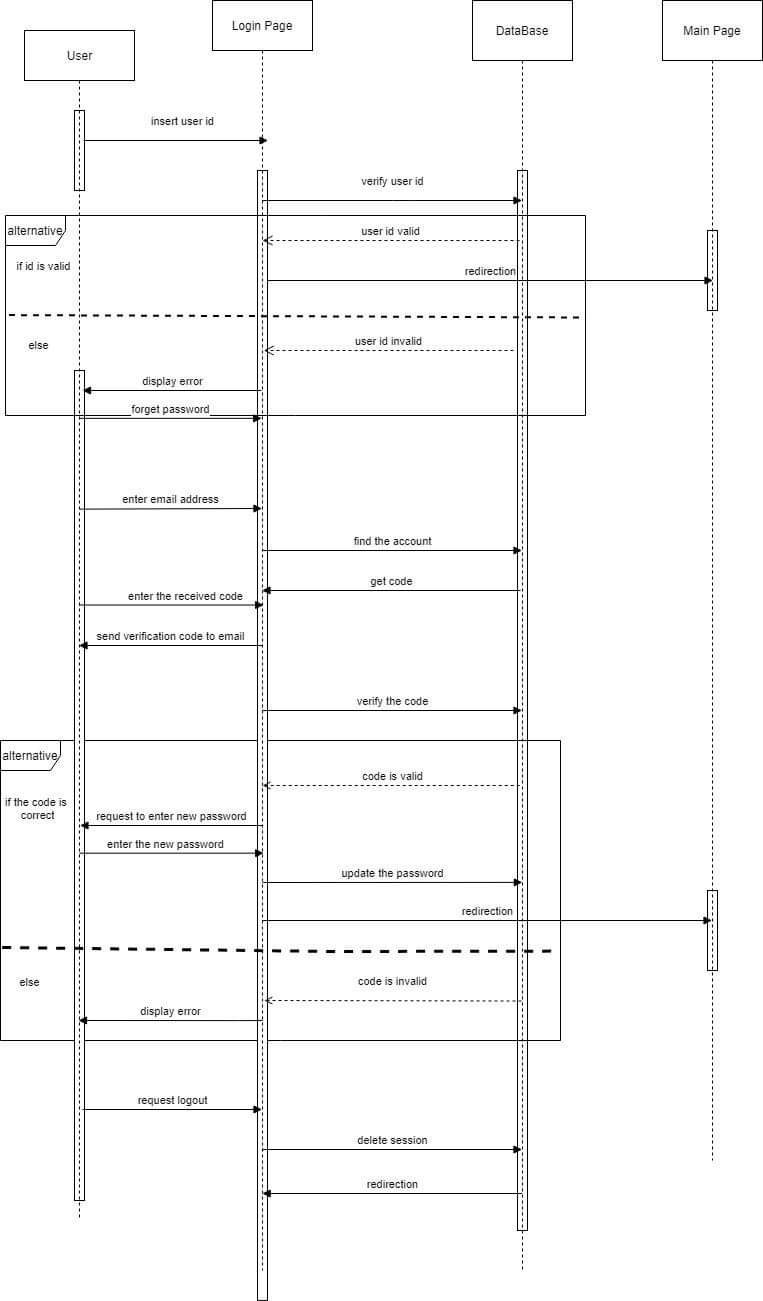 User
Login Page
DataBase
Main Page
insert user id
verify user id
alternative
user id valid
if id is valid
redirection
else
user id invalid
display error
forget password
enter email address
find the account
get code
enter the received code
send verification code to email
verify the code
alternative
code is valid
if the code is
correct
request to enter new password
enter the new password
update the password
redirection
else
code is invalid
display error
request logout
delete session
redirection